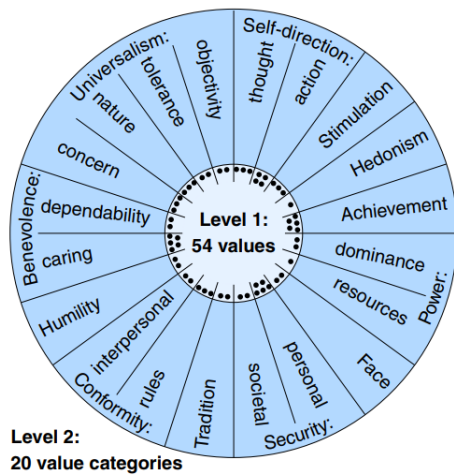 Self-direction:
thought
action
Stimulation
Hedonism
Achievement
Power:
dominance
resources
Face
Security:
personal
societal
Tradition
Conformity:
rules
interpersonal
Humility
Benevolence:
caring
dependability
Universalism:
concern
nature
tolerance
objectivity
Level 1:
54 values
Level 2:
20 value categories